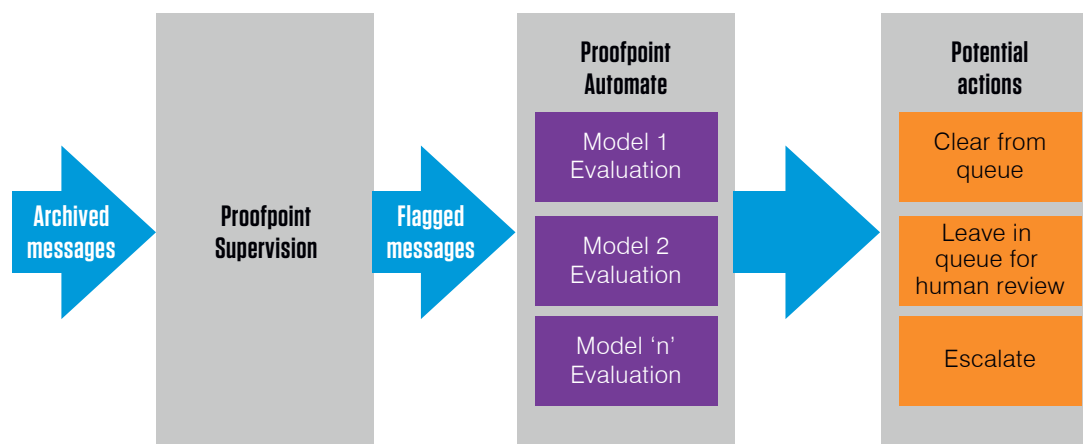 Archived
messages
Proofpoint
Supervision
Flagged
messages
Proofpoint
Automate
Model 1
Evaluation
Model 2
Evaluation
Model ‘n’
Evaluation
Potential
actions
Clear from
queue
Leave in
queue for
human review
Escalate